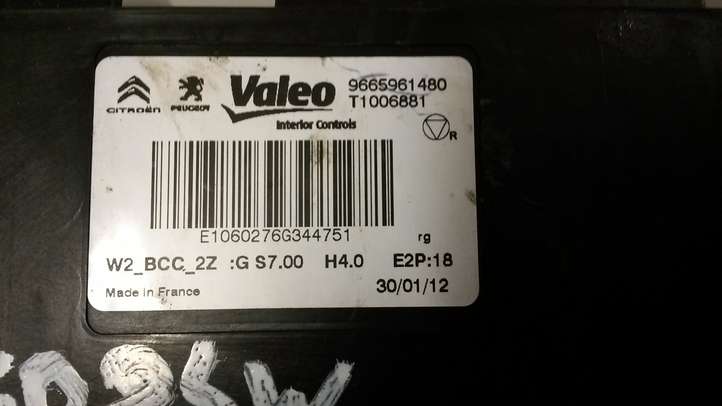 CITROËN PEUGEOT Valeo 9665961480
T1006881
Interior Controls
R
E1060276G344751 rg
W2_BCC_2Z :G S7.00 H4.0 E2P:18
Made in France 30/01/12